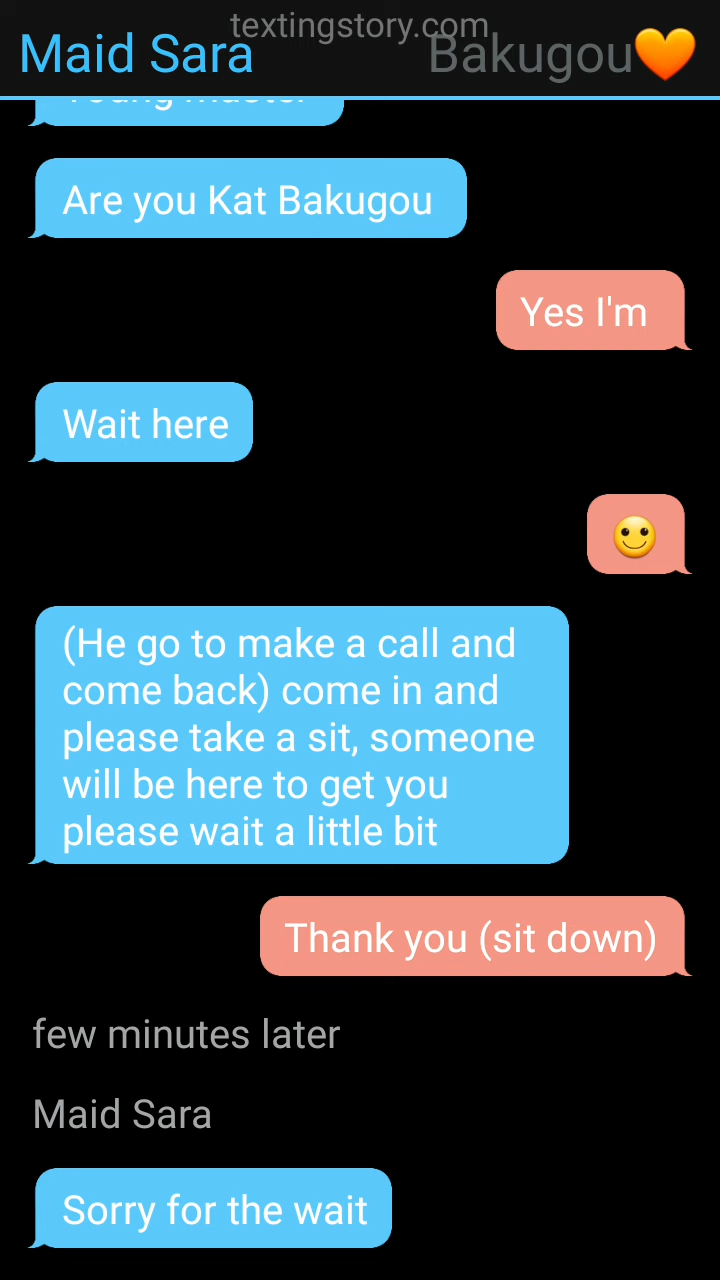 textingstory.com
Maid Sara
Bakugou🧡
Young master
Are you Kat Bakugou
Yes I'm
Wait here
🙂
(He go to make a call and
come back) come in and
please take a sit, someone
will be here to get you
please wait a little bit
Thank you (sit down)
few minutes later
Maid Sara
Sorry for the wait